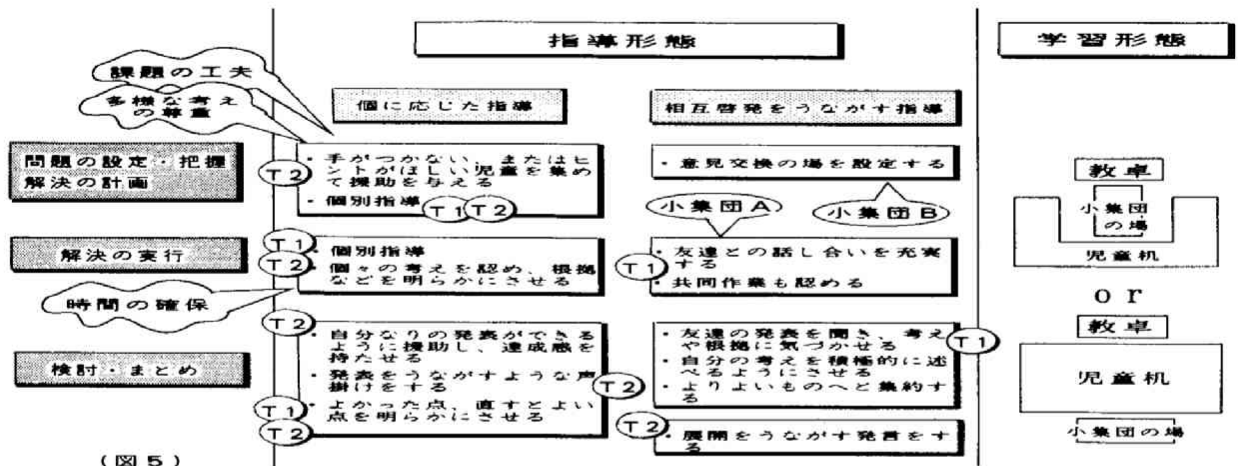 指導形態
学習形態
課題の工夫
多様な考え
の尊重
個に応じた指導
相互啓発をうながす指導
問題の設定・把握
解決の計画
T2
・手がつかない、またはヒ
ントがほしい児童を集め
て援助を与える
・個別指導
T1 T2
・意見交換の場を設定する
小集団A
小集団B
解決の実行
T1
T2
・個別指導
・個々の考えを認め、根拠
などを明らかにさせる
T1
・友達との話し合いを充実
する
・共同作業も認める
時間の確保
検討・まとめ
T2
・自分なりの発表ができる
ように援助し、達成感を
持たせる
・発表をうながすような声
掛けをする
T1
T2
・よかった点、直すとよい
点を明らかにさせる
・友達の発表を聞き、考え
や根拠に気づかせる
T1
・自分の考えを積極的に述
べるようにさせる
T2
・よりよいものへと集約す
る
T2
・展開をうながす発言をす
る
教卓
小集団
の場
児童机
or
教卓
児童机
小集団の場
(図5)